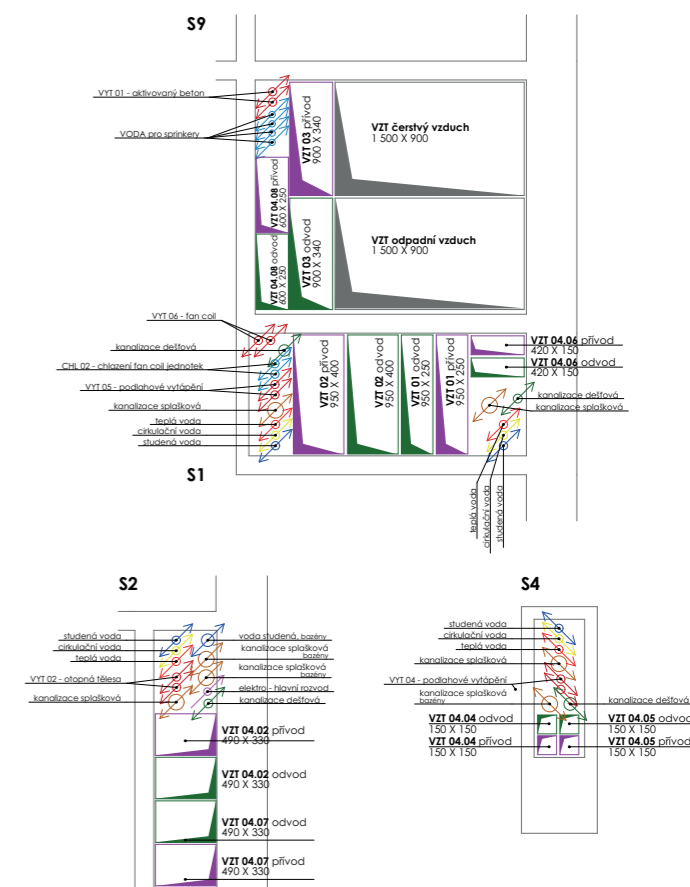 S9
VYT 01 - aktivovaný beton
VODA pro sprinkery
VZT 03 přívod
900 X 340
VZT čerstvý vzduch
1 500 X 900
VZT 04.08 přívod
600 X 250
VZT 04.08 odvod
600 X 250
VZT 03 odvod
900 X 340
VZT odpadní vzduch
1 500 X 900
VYT 06 - fan coil
kanalizace dešťová
CHL 02 - chlazení fan coil jednotek
VYT 05 - podlahové vytápění
kanalizace splašková
teplá voda
cirkulační voda
studená voda
VZT 02 přívod
950 X 400
VZT 02 odvod
950 X 400
VZT 01 odvod
950 X 250
VZT 01 přívod
950 X 250
VZT 04.06 přívod
420 X 150
VZT 04.06 odvod
420 X 150
kanalizace dešťová
kanalizace splašková
teplá voda
cirkulační voda
studená voda
S1
S2
studená voda
cirkulační voda
teplá voda
VYT 02 - otopná tělesa
kanalizace splašková
voda studená, bazény
kanalizace splašková
bazény
kanalizace splašková
bazény
elektro - hlavní rozvod
kanalizace dešťová
VZT 04.02 přívod
490 X 330
VZT 04.02 odvod
490 X 330
VZT 04.07 odvod
490 X 330
VZT 04.07 přívod
490 X 330
S4
studená voda
cirkulační voda
teplá voda
kanalizace splašková
VYT 04 - podlahové vytápění
kanalizace splašková
bazény
kanalizace dešťová
VZT 04.04 odvod
150 X 150
VZT 04.04 přívod
150 X 150
VZT 04.05 odvod
150 X 150
VZT 04.05 přívod
150 X 150